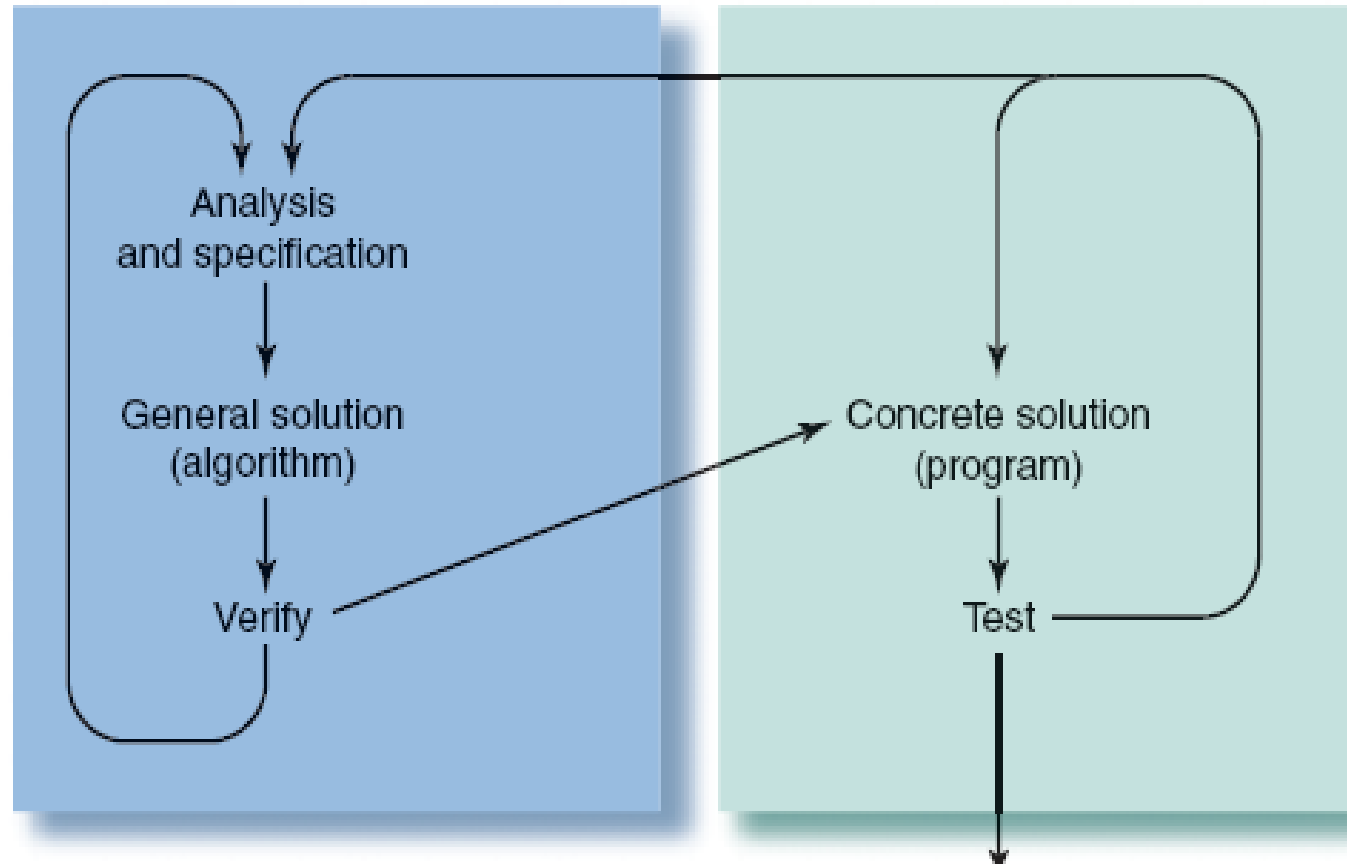 Analysis
and specification
General solution
(algorithm)
Verify
Concrete solution
(program)
Test